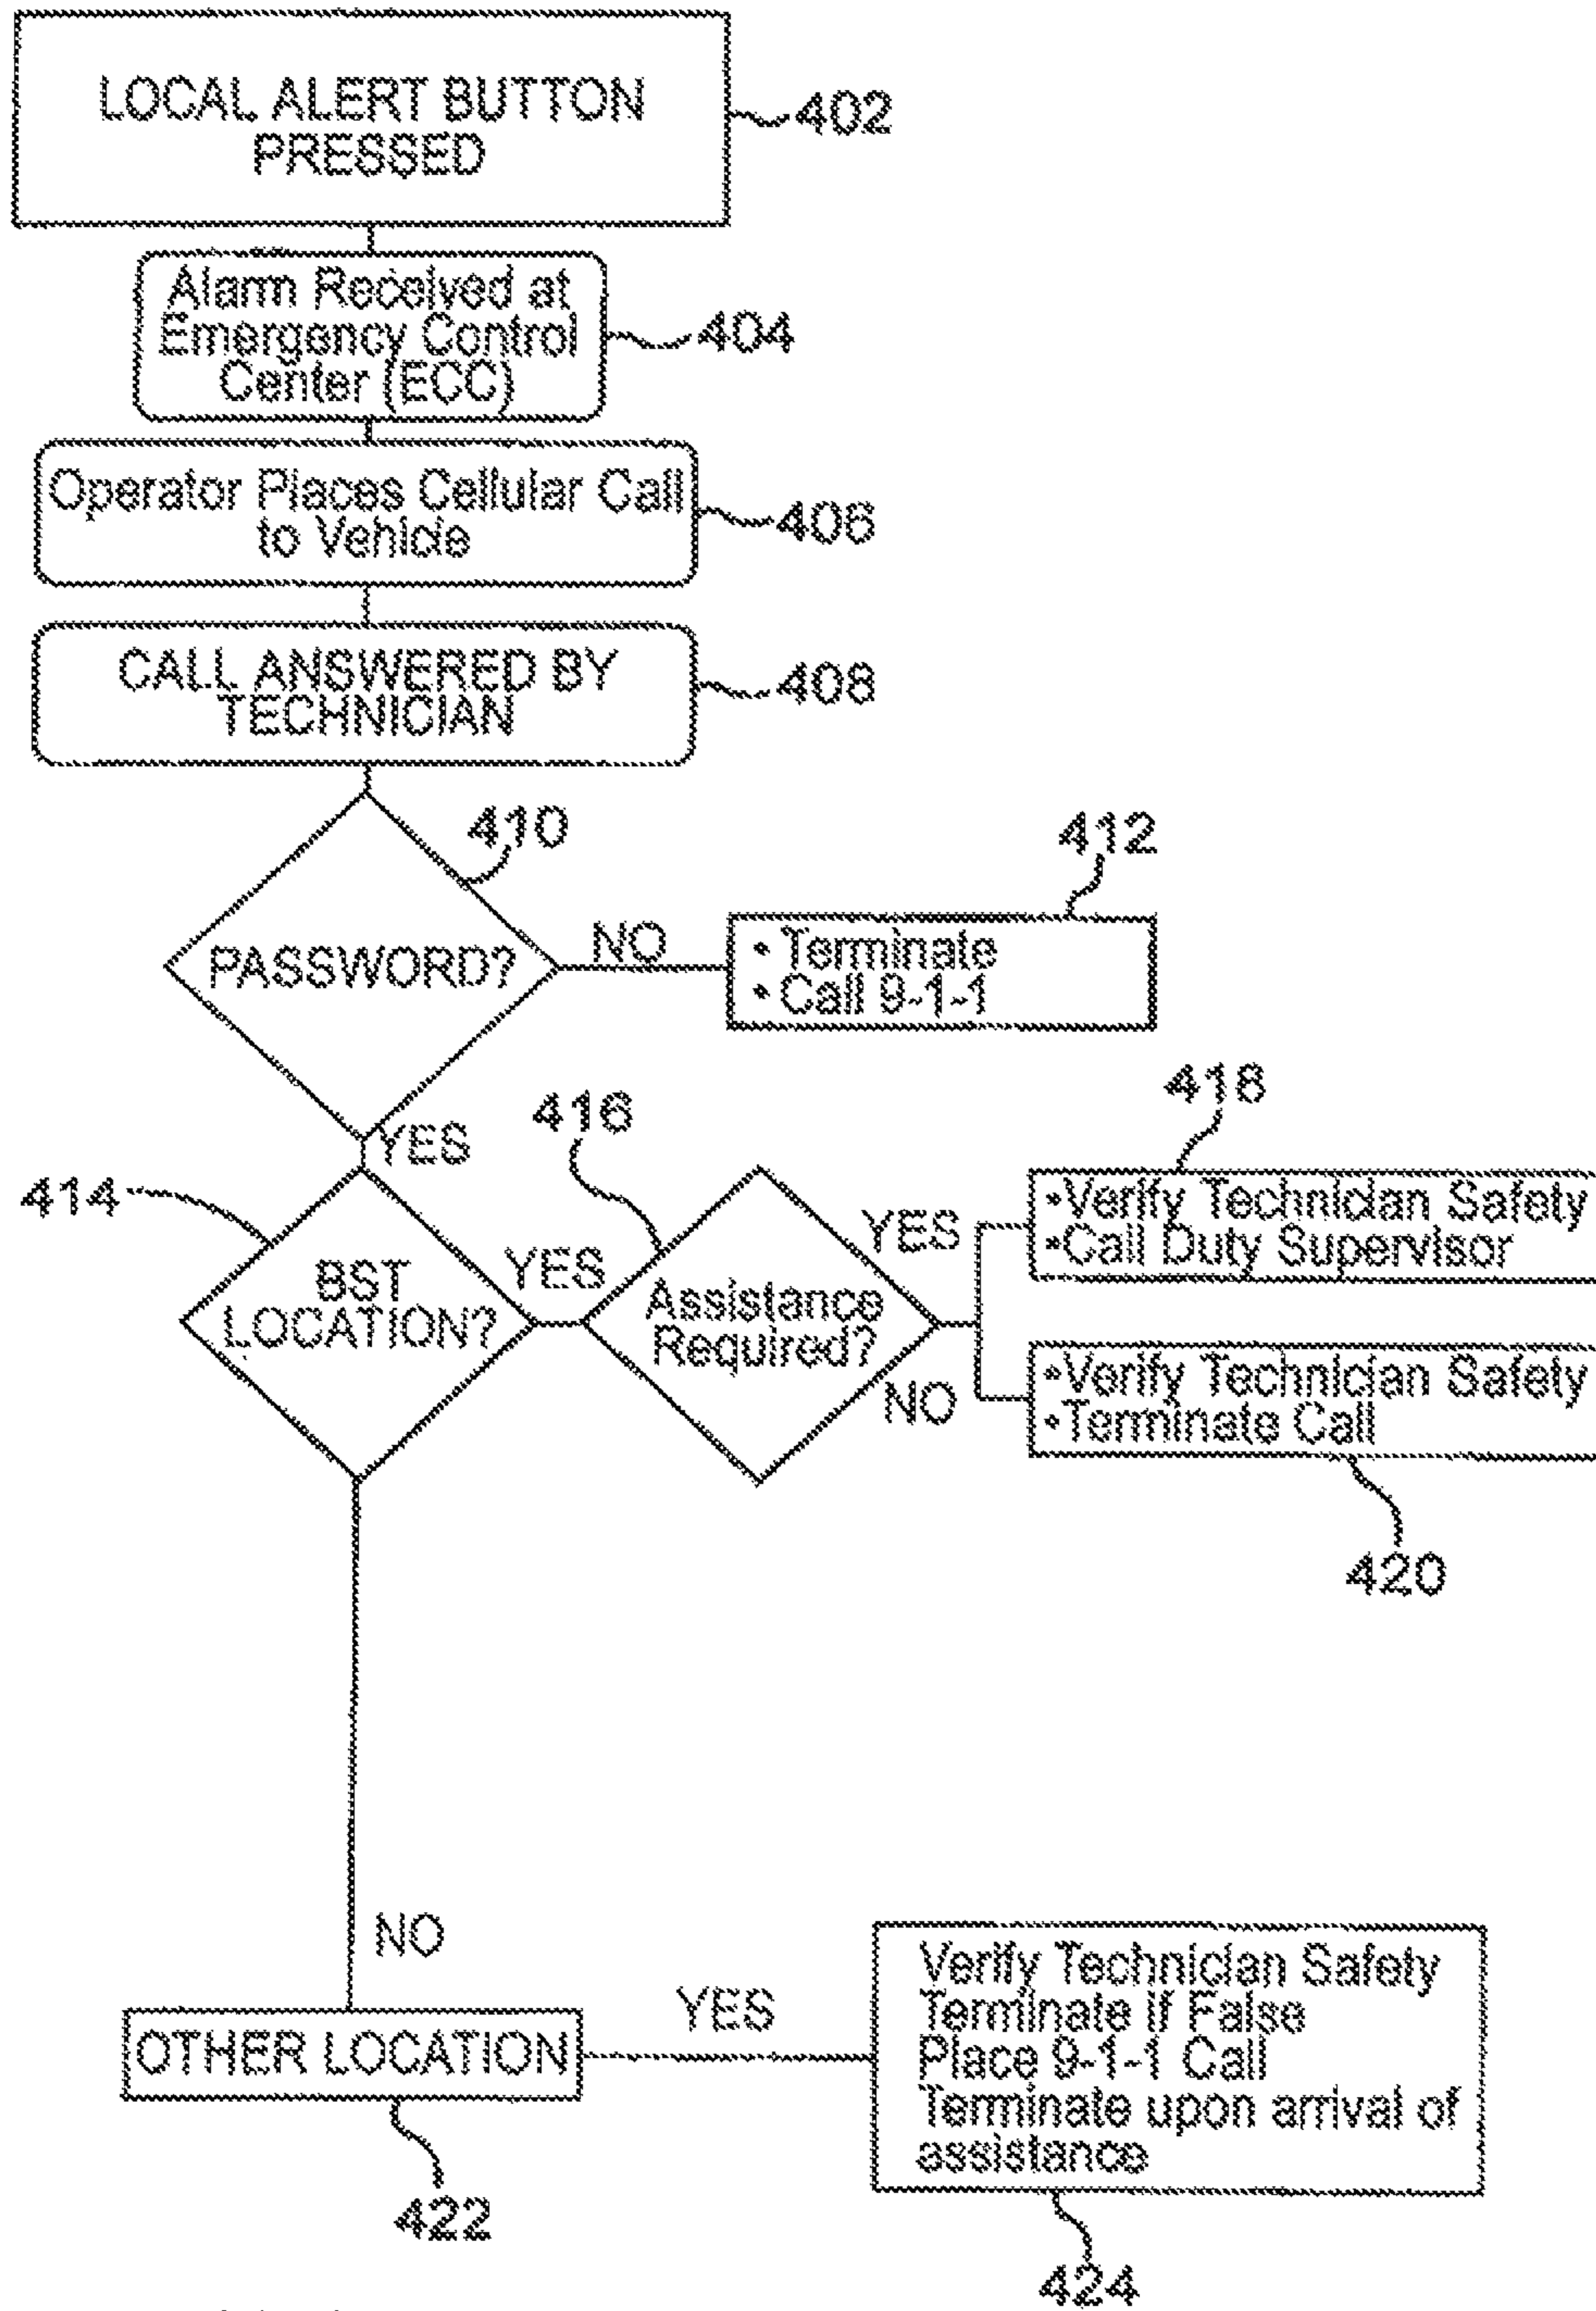 LOCAL ALERT BUTTON
PRESSED
402
Alarm Received at
Emergency Control
Center (ECC)
404
Operator Places Cellular Call
to Vehicle
406
CALL ANSWERED BY
TECHNICIAN
408
410
PASSWORD?
NO
412
• Terminate
• Call 9-1-1
YES
414
BST
LOCATION?
YES
416
Assistance
Required?
YES
418
•Verify Technician Safety
•Call Duty Supervisor
NO
•Verify Technician Safety
•Terminate Call
420
NO
OTHER LOCATION
422
YES
Verify Technician Safety
Terminate if False
Place 9-1-1 Call
Terminate upon arrival of
assistance
424